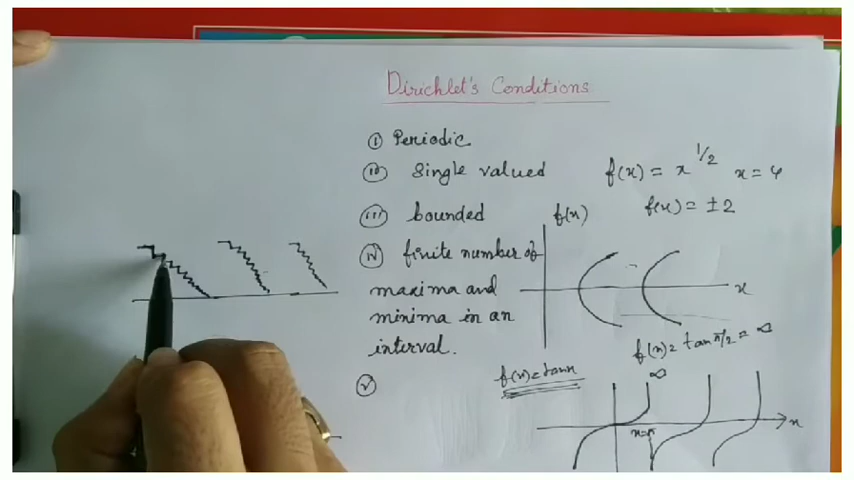 Dirichlet's Conditions
(i) Periodic
(ii) Single valued
f(x) = x^1/2 x = 4
f(x) = ±2
(iii) bounded
f(x)
(iv) finite number of
maxima and
minima in an
interval.
x
f(x) = tan π/2 = ∞
(v)
f(x) = tanx
∞
x
x=π